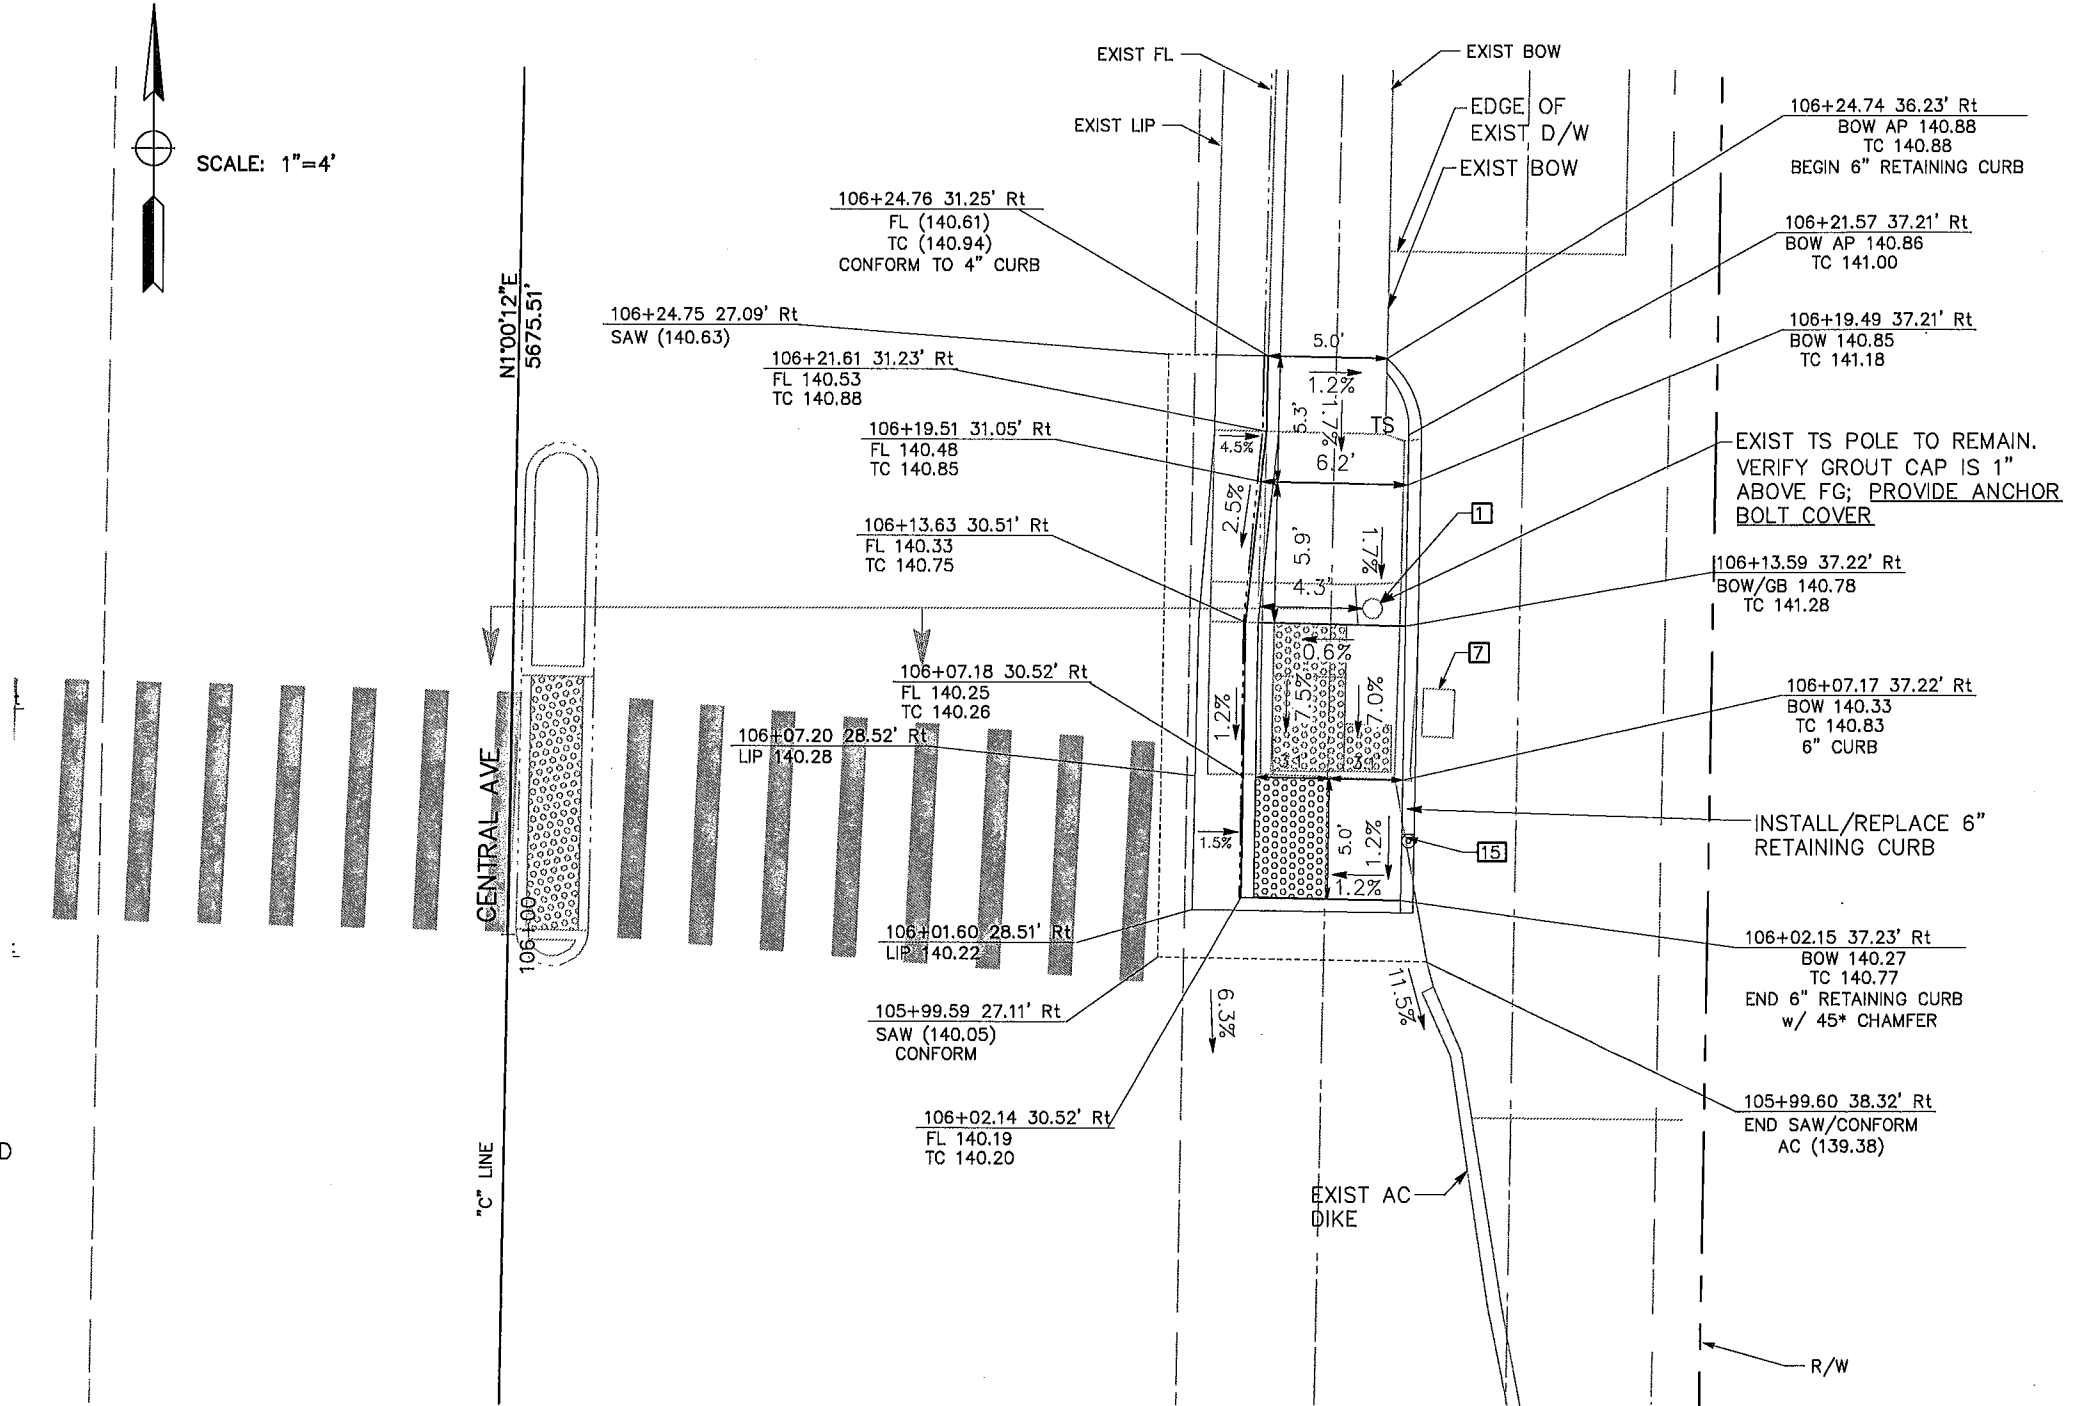 SCALE: 1"=4'
N1°00'12"E
5675.51'
CENTRAL AVE
106+00
"C" LINE
D
EXIST FL
EXIST LIP
EXIST BOW
EDGE OF
EXIST D/W
EXIST BOW
106+24.76 31.25' Rt
FL (140.61)
TC (140.94)
CONFORM TO 4" CURB
106+24.75 27.09' Rt
SAW (140.63)
106+21.61 31.23' Rt
FL 140.53
TC 140.88
106+19.51 31.05' Rt
FL 140.48
TC 140.85
106+13.63 30.51' Rt
FL 140.33
TC 140.75
106+07.18 30.52' Rt
FL 140.25
TC 140.26
106+07.20 28.52' Rt
LIP 140.28
106+01.60 28.51' Rt
LIP 140.22
105+99.59 27.11' Rt
SAW (140.05)
CONFORM
106+02.14 30.52' Rt
FL 140.19
TC 140.20
5.0'
1.2%
5.3'
1.7%
TS
4.5%
6.2'
2.5%
5.9'
1.7%
4.3'
0.6%
7.5%
7.0%
1.2%
3.1'
3.1'
1.5%
5.0'
1.2%
1.2%
6.3%
11.5%
1
7
15
106+24.74 36.23' Rt
BOW AP 140.88
TC 140.88
BEGIN 6" RETAINING CURB
106+21.57 37.21' Rt
BOW AP 140.86
TC 141.00
106+19.49 37.21' Rt
BOW 140.85
TC 141.18
EXIST TS POLE TO REMAIN.
VERIFY GROUT CAP IS 1"
ABOVE FG; PROVIDE ANCHOR
BOLT COVER
106+13.59 37.22' Rt
BOW/GB 140.78
TC 141.28
106+07.17 37.22' Rt
BOW 140.33
TC 140.83
6" CURB
INSTALL/REPLACE 6"
RETAINING CURB
106+02.15 37.23' Rt
BOW 140.27
TC 140.77
END 6" RETAINING CURB
w/ 45* CHAMFER
105+99.60 38.32' Rt
END SAW/CONFORM
AC (139.38)
EXIST AC
DIKE
R/W